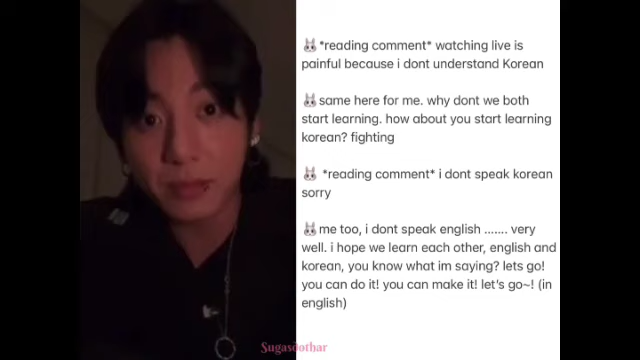 🐰*reading comment* watching live is
painful because i dont understand Korean
🐰same here for me. why dont we both
start learning. how about you start learning
korean? fighting
🐰 *reading comment* i dont speak korean
sorry
🐰me too, i dont speak english ....... very
well. i hope we learn each other, english and
korean, you know what im saying? lets go!
you can do it! you can make it! let's go~! (in
english)